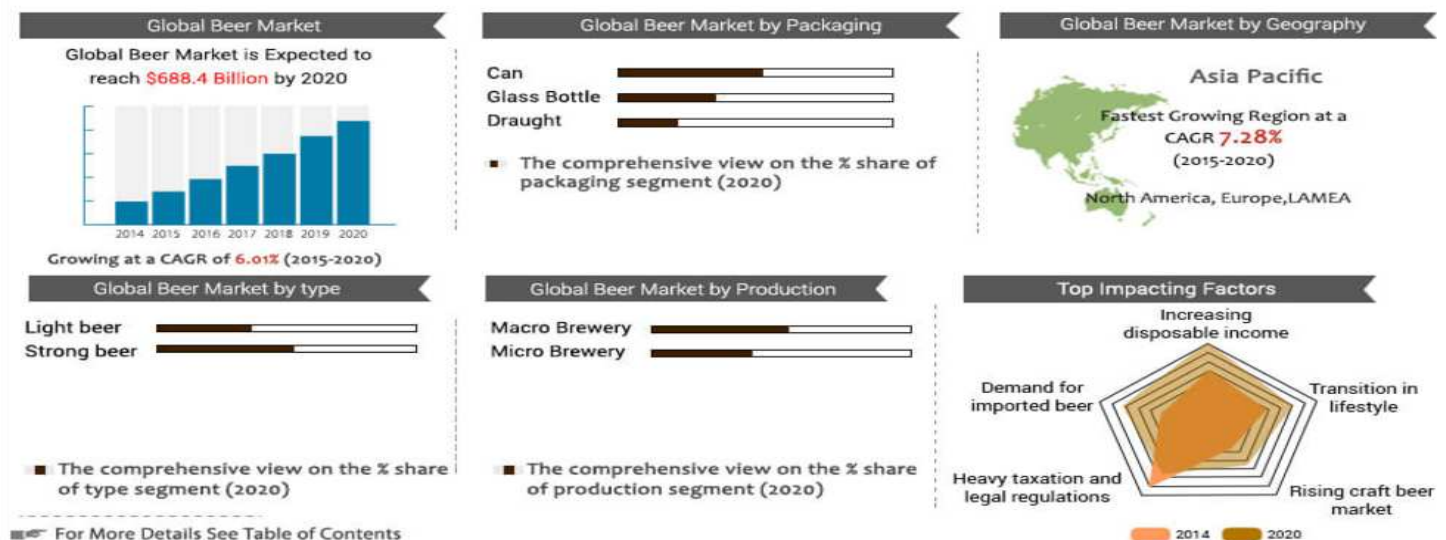 Global Beer Market
Global Beer Market is Expected to
reach $688.4 Billion by 2020
2014 2015 2016 2017 2018 2019 2020
Growing at a CAGR of 6.01% (2015-2020)
Global Beer Market by Packaging
Can
Glass Bottle
Draught
The comprehensive view on the % share of
packaging segment (2020)
Global Beer Market by Geography
Asia Pacific
Fastest Growing Region at a
CAGR 7.28%
(2015-2020)
North America, Europe,LAMEA
Global Beer Market by type
Light beer
Strong beer
The comprehensive view on the % share
of type segment (2020)
For More Details See Table of Contents
Global Beer Market by Production
Macro Brewery
Micro Brewery
The comprehensive view on the % share
of production segment (2020)
Top Impacting Factors
Increasing
disposable income
Demand for
imported beer
Transition in
lifestyle
Heavy taxation and
legal regulations
Rising craft beer
market
2014 2020